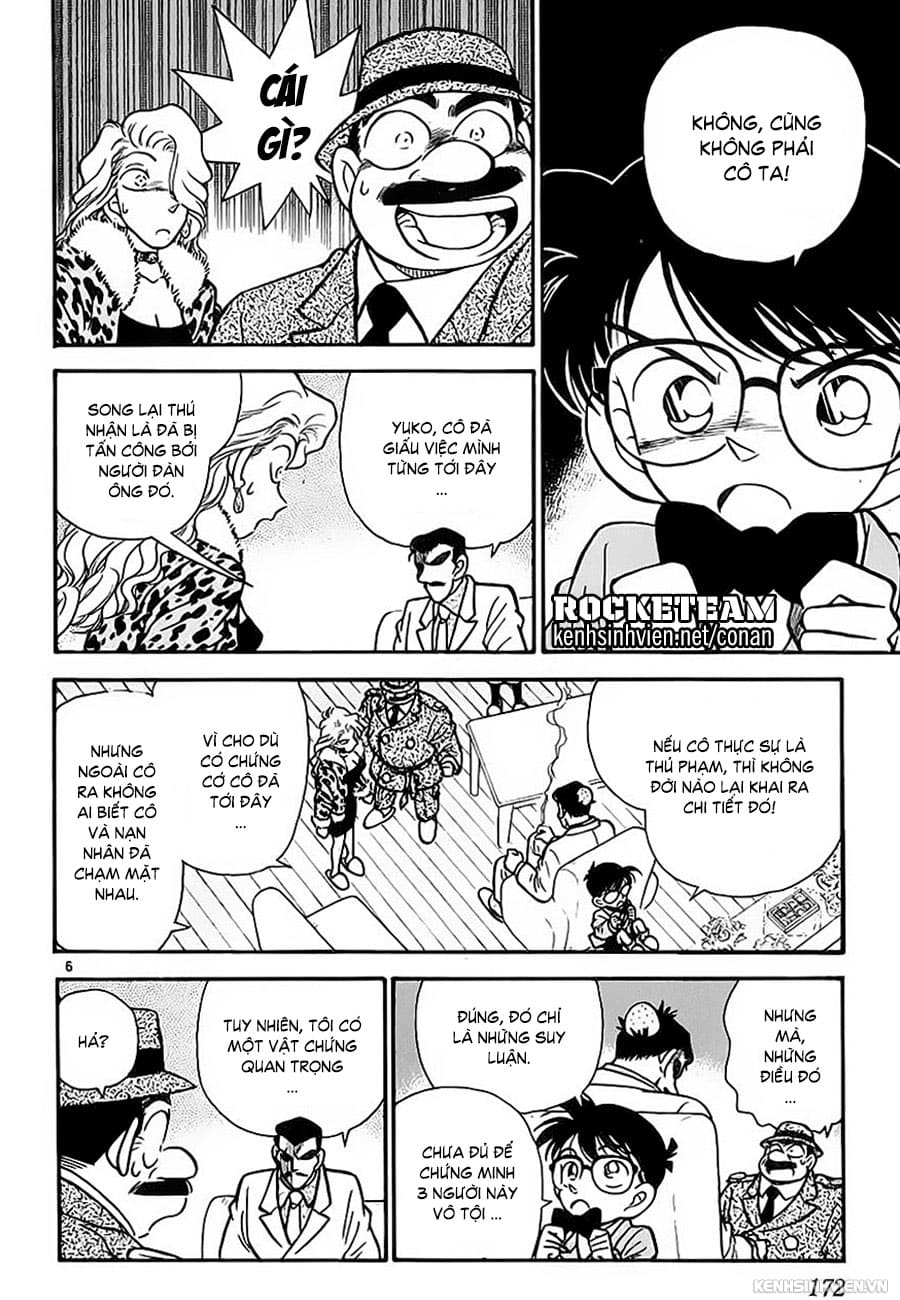 KHÔNG, CŨNG
KHÔNG PHẢI
CÔ TA!
CÁI
GÌ?
ROCKETEAM
kenhsinhvien.net/conan
YUKO, CÔ ĐÃ
GIẤU VIỆC MÌNH
TỪNG TỚI ĐÂY
...
SONG LẠI THÚ
NHẬN LÀ ĐÃ BỊ
TẤN CÔNG BỚI
NGƯỜI ĐÀN
ÔNG ĐÓ.
NẾU CÔ THỰC SỰ LÀ
THỦ PHẠM, THÌ KHÔNG
ĐỜI NÀO LẠI KHAI RA
CHI TIẾT ĐÓ!
VÌ CHO DÙ
CÓ CHỨNG
CỚ CÔ ĐÃ
TỚI ĐÂY
...
NHƯNG
NGOÀI CÔ
RA KHÔNG
AI BIẾT CÔ
VÀ NẠN
NHÂN ĐÃ
CHẠM MẶT
NHAU.
6
NHƯNG
MÀ,
NHỮNG
ĐIỀU ĐÓ
...
ĐÚNG, ĐÓ CHỈ
LÀ NHỮNG SUY
LUẬN.
CHƯA ĐỦ ĐỂ
CHỨNG MINH
3 NGƯỜI NÀY
VÔ TỘI ...
TUY NHIÊN, TÔI CÓ
MỘT VẬT CHỨNG
QUAN TRỌNG
...
HẢ?
172
KENHSINHVIEN.VN